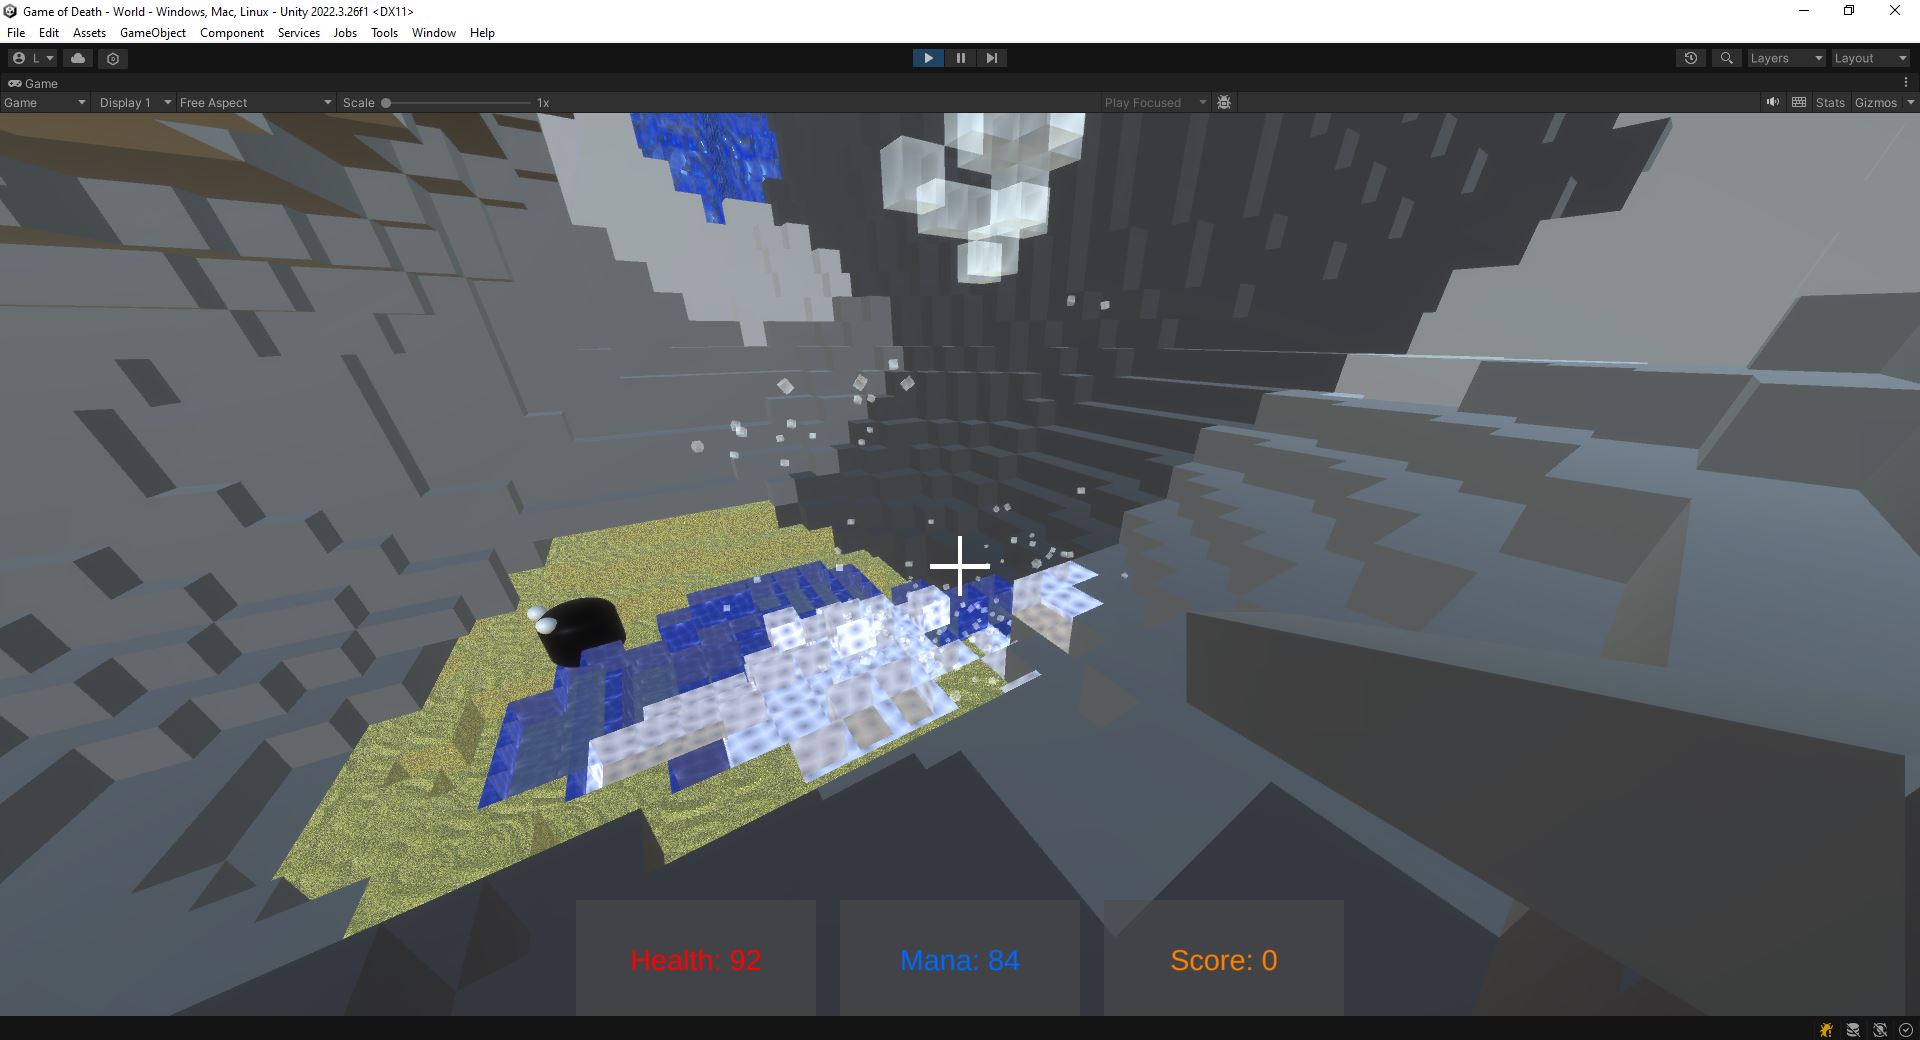 Game of Death - World - Windows, Mac, Linux - Unity 2022.3.26f1 <DX11>
File Edit Assets GameObject Component Services Jobs Tools Window Help
L Layers Layout
Game
Game Display 1 Free Aspect Scale 1x Play Focused Stats Gizmos
Health: 92 Mana: 84 Score: 0